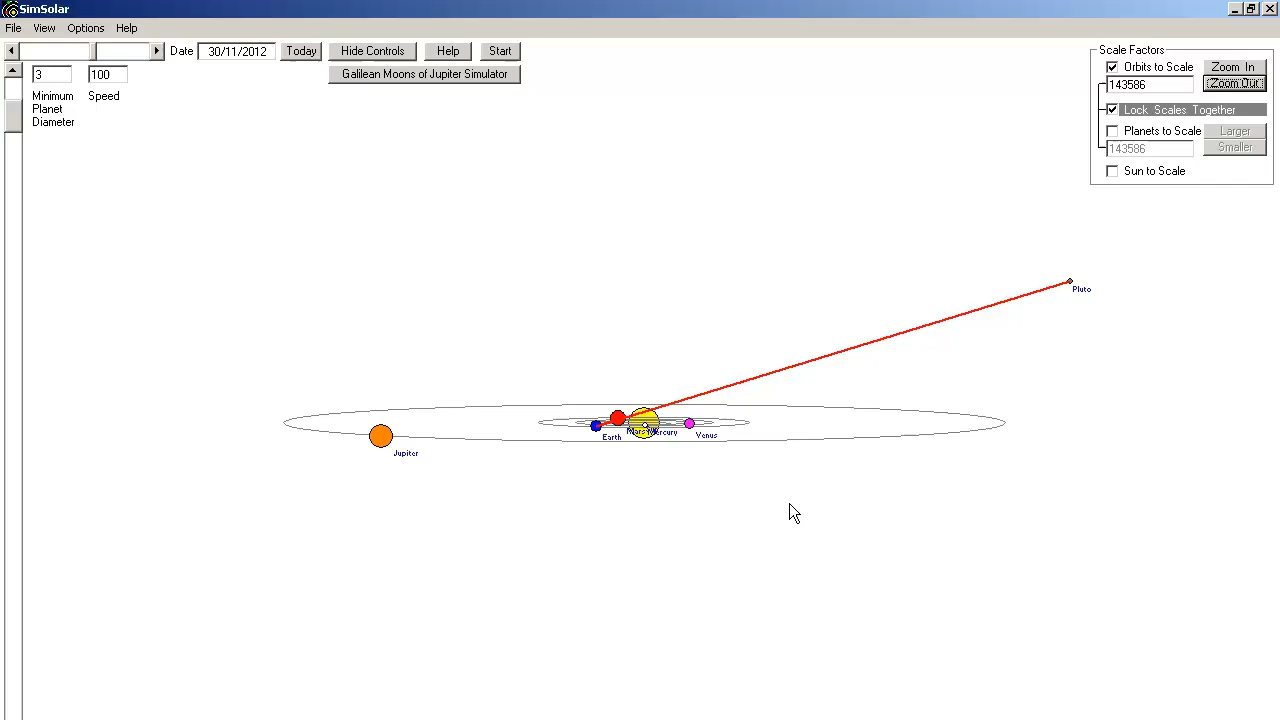 SimSolar
File View Options Help
Date 30/11/2012 Today Hide Controls Help Start
Galilean Moons of Jupiter Simulator
3 100
Minimum Planet Diameter
Speed
Scale Factors
Orbits to Scale Zoom In
143586 Zoom Out
Lock Scales Together
Planets to Scale Larger
143586 Smaller
Sun to Scale
Pluto
Earth Mars Mercury Venus
Jupiter